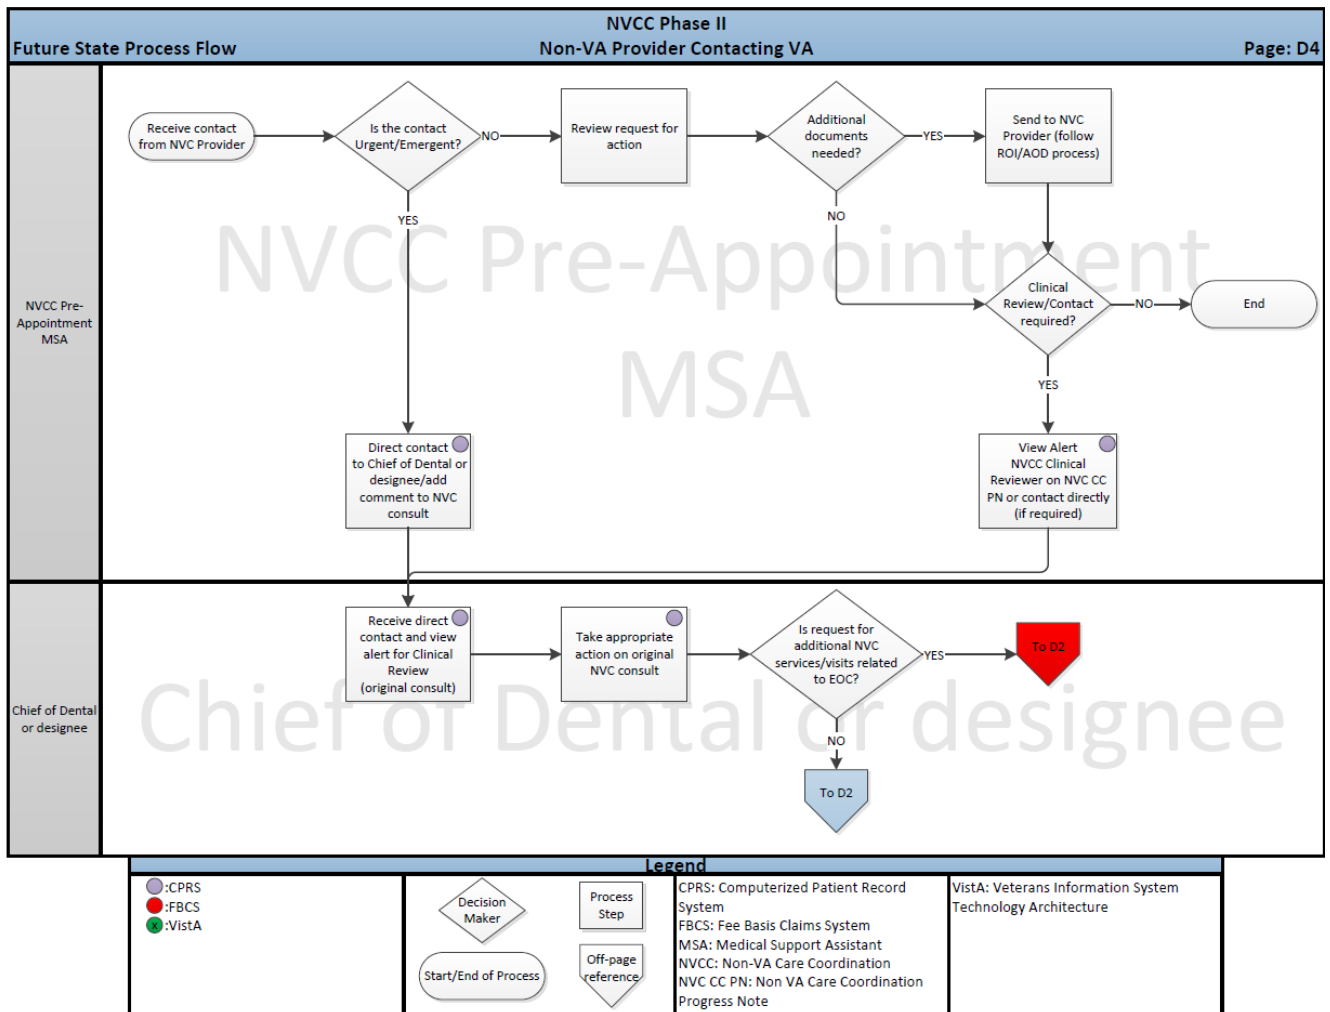 NVCC Phase II
Future State Process Flow
Non-VA Provider Contacting VA
Page: D4
NVCC Pre-
Appointment
MSA
NVCC Pre-Appointment
MSA
Receive contact
from NVC Provider
Is the contact
Urgent/Emergent?
NO
Review request for
action
Additional
documents
needed?
YES
Send to NVC
Provider (follow
ROI/AOD process)
YES
NO
Clinical
Review/Contact
required?
NO
End
YES
Direct contact
to Chief of Dental or
designee/add
comment to NVC
consult
View Alert
NVCC Clinical
Reviewer on NVC CC
PN or contact directly
(if required)
Chief of Dental
or designee
Chief of Dental or designee
Receive direct
contact and view
alert for Clinical
Review
(original consult)
Take appropriate
action on original
NVC consult
Is request for
additional NVC
services/visits related
to EOC?
YES
To D2
NO
To D2
Legend
:CPRS
:FBCS
x :VistA
Decision
Maker
Process
Step
Start/End of Process
Off-page
reference
CPRS: Computerized Patient Record
System
FBCS: Fee Basis Claims System
MSA: Medical Support Assistant
NVCC: Non-VA Care Coordination
NVC CC PN: Non VA Care Coordination
Progress Note
VistA: Veterans Information System
Technology Architecture